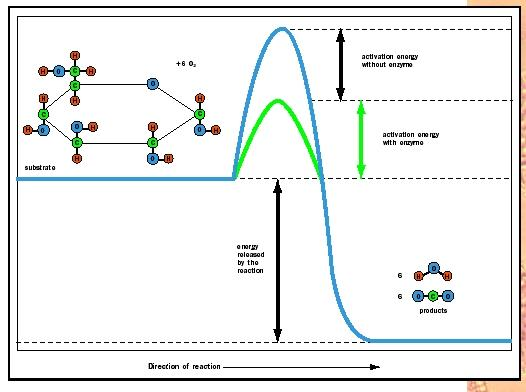 +6 O₂
H
H O C H
C
H
O
H
C
H O
O H
C
H
H
C
O H
H
C
O H
substrate
activation energy
without enzyme
activation energy
with enzyme
energy
released
by the
reaction
6 H O H
6 O C O
products
Direction of reaction